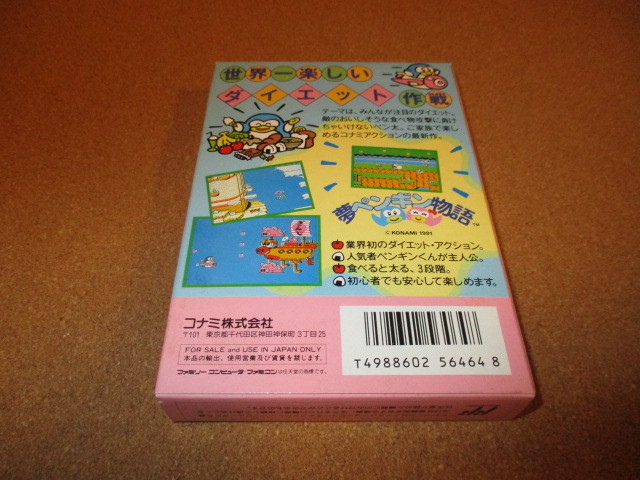 世界一楽しい
ダイエット作戦
テーマは、みんなが注目のダイエット。
敵のおいしそうな食べ物攻撃に負け
ちゃいけないペン太。ご家族で楽し
めるコナミアクションの最新作。
夢ペンギン物語™
©KONAMI 1991
業界初のダイエット・アクション。
人気者ペンギンくんが主人公。
食べると太る、3段階。
初心者でも安心して楽しめます。
コナミ株式会社
〒101 東京都千代田区神田神保町3丁目25
FOR SALE and USE IN JAPAN ONLY
本品の輸出、使用営業及び賃貸を禁じます。
ファミリーコンピュータ・ファミコンは任天堂の商標です。
T4988602 56464 8